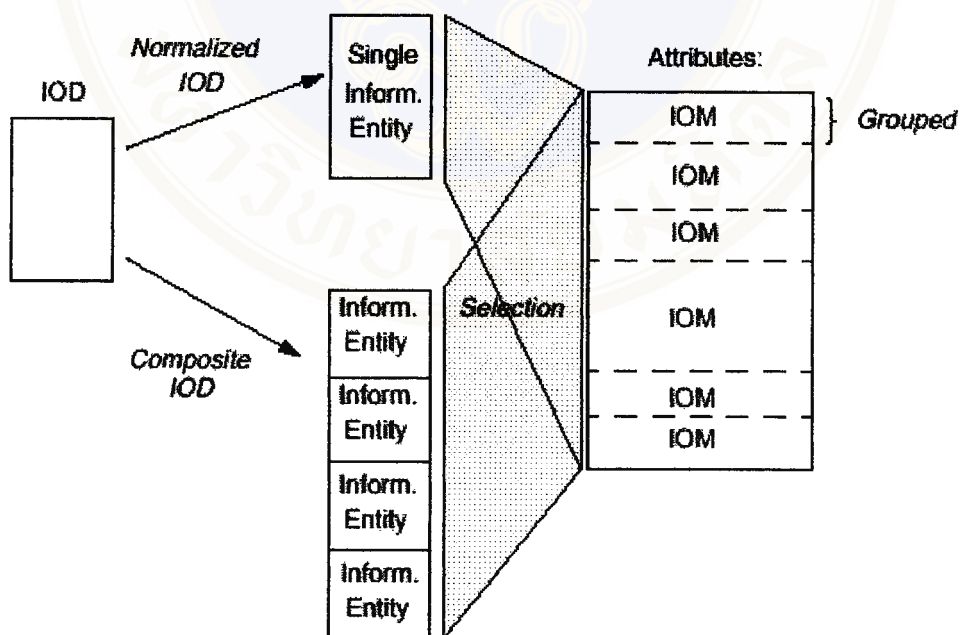 IOD
Normalized
IOD
Composite
IOD
Single
Inform.
Entity
Inform.
Entity
Inform.
Entity
Inform.
Entity
Inform.
Entity
Selection
Attributes:
IOM
IOM
IOM
IOM
IOM
IOM
Grouped